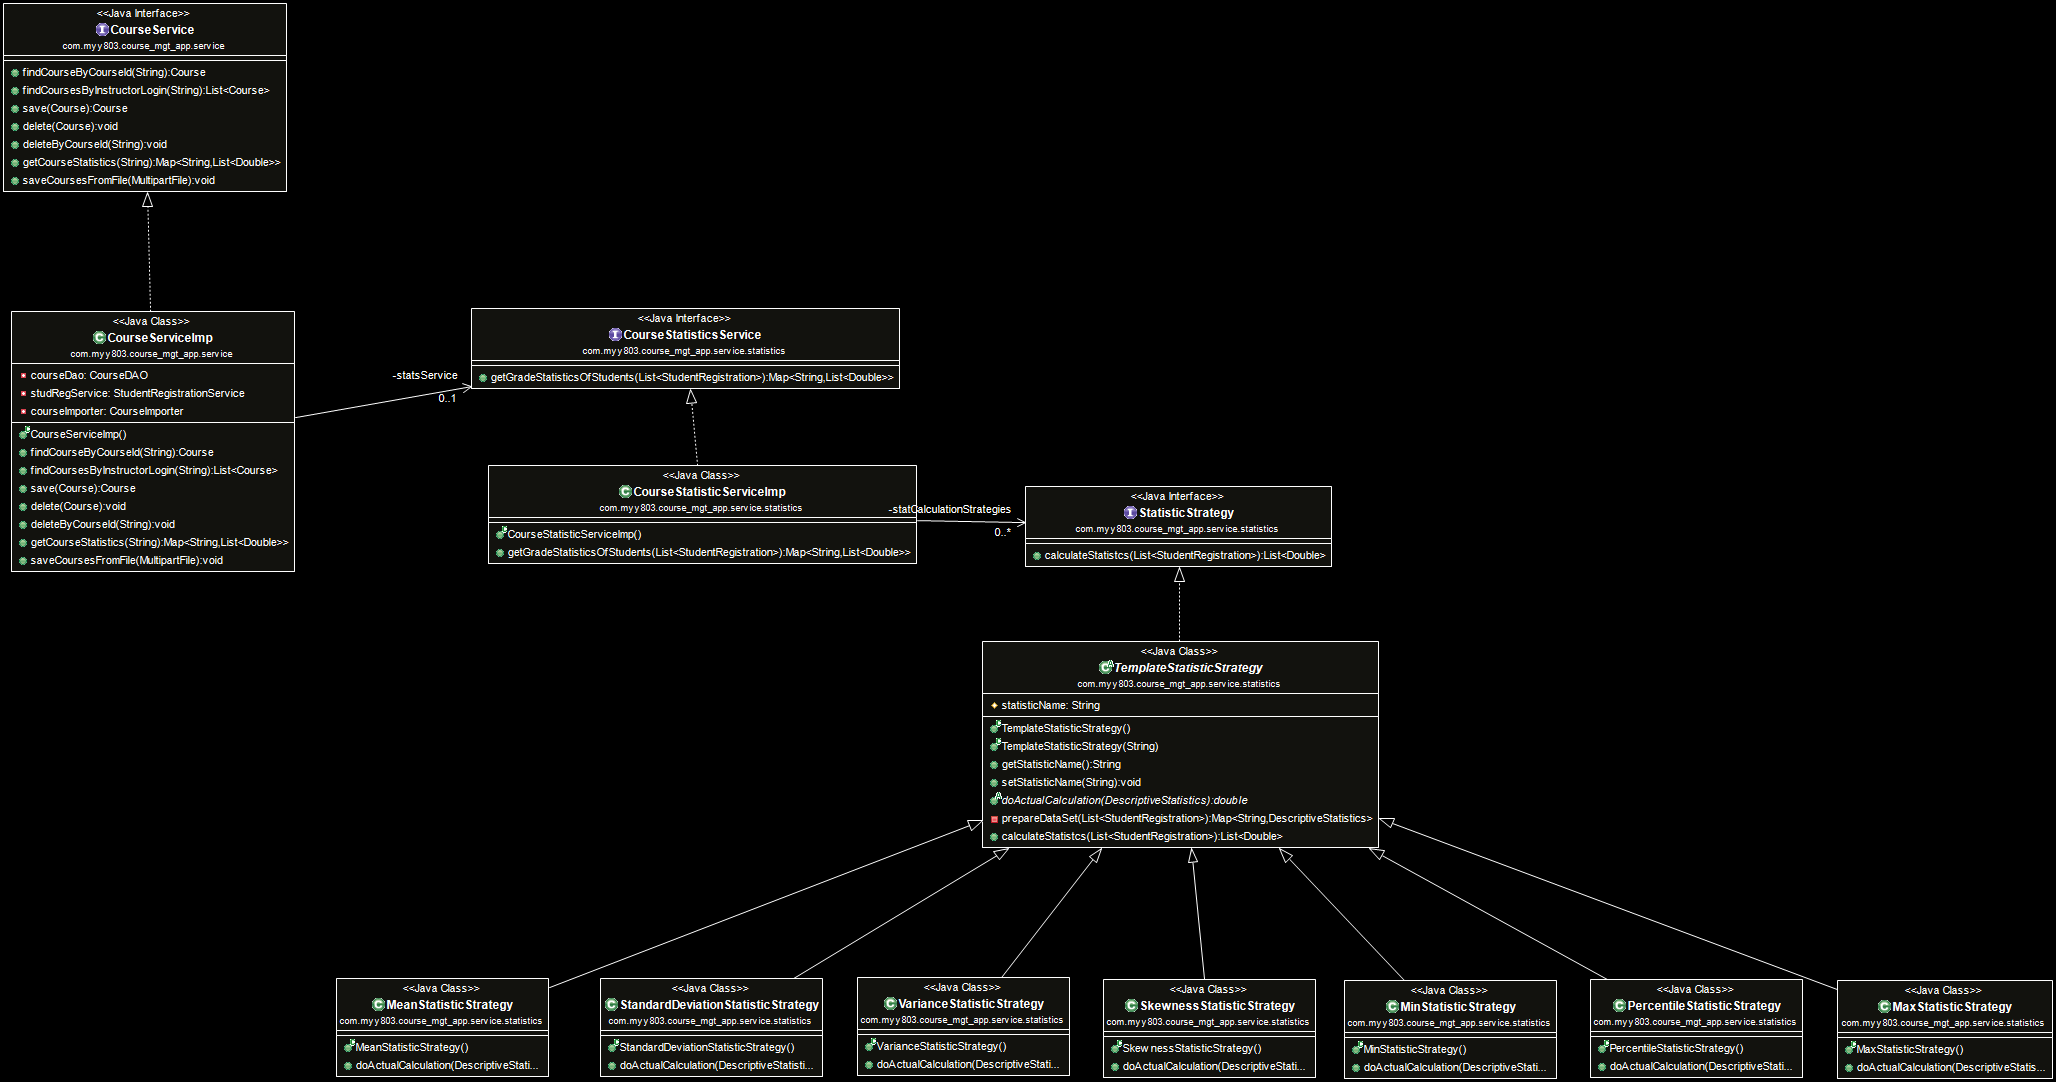 <<Java Interface>>
CourseService
com.myy803.course_mgt_app.service
findCourseByCourseId(String):Course
findCoursesByInstructorLogin(String):List<Course>
save(Course):Course
delete(Course):void
deleteByCourseId(String):void
getCourseStatistics(String):Map<String,List<Double>>
saveCoursesFromFile(MultipartFile):void
<<Java Class>>
CourseServiceImp
com.myy803.course_mgt_app.service
courseDao: CourseDAO
studRegService: StudentRegistrationService
courseImporter: CourseImporter
CourseServiceImp()
findCourseByCourseId(String):Course
findCoursesByInstructorLogin(String):List<Course>
save(Course):Course
delete(Course):void
deleteByCourseId(String):void
getCourseStatistics(String):Map<String,List<Double>>
saveCoursesFromFile(MultipartFile):void
-statsService
0..1
<<Java Interface>>
CourseStatisticsService
com.myy803.course_mgt_app.service.statistics
getGradeStatisticsOfStudents(List<StudentRegistration>):Map<String,List<Double>>
<<Java Class>>
CourseStatisticServiceImp
com.myy803.course_mgt_app.service.statistics
CourseStatisticServiceImp()
getGradeStatisticsOfStudents(List<StudentRegistration>):Map<String,List<Double>>
-statCalculationStrategies
0..*
<<Java Interface>>
StatisticStrategy
com.myy803.course_mgt_app.service.statistics
calculateStatistcs(List<StudentRegistration>):List<Double>
<<Java Class>>
TemplateStatisticStrategy
com.myy803.course_mgt_app.service.statistics
statisticName: String
TemplateStatisticStrategy()
TemplateStatisticStrategy(String)
getStatisticName():String
setStatisticName(String):void
doActualCalculation(DescriptiveStatistics):double
prepareDataSet(List<StudentRegistration>):Map<String,DescriptiveStatistics>
calculateStatistcs(List<StudentRegistration>):List<Double>
<<Java Class>>
MeanStatisticStrategy
com.myy803.course_mgt_app.service.statistics
MeanStatisticStrategy()
doActualCalculation(DescriptiveStati...
<<Java Class>>
StandardDeviationStatisticStrategy
com.myy803.course_mgt_app.service.statistics
StandardDeviationStatisticStrategy()
doActualCalculation(DescriptiveStatisti...
<<Java Class>>
VarianceStatisticStrategy
com.myy803.course_mgt_app.service.statistics
VarianceStatisticStrategy()
doActualCalculation(DescriptiveStati...
<<Java Class>>
SkewnessStatisticStrategy
com.myy803.course_mgt_app.service.statistics
SkewnessStatisticStrategy()
doActualCalculation(DescriptiveStati...
<<Java Class>>
MinStatisticStrategy
com.myy803.course_mgt_app.service.statistics
MinStatisticStrategy()
doActualCalculation(DescriptiveStati...
<<Java Class>>
PercentileStatisticStrategy
com.myy803.course_mgt_app.service.statistics
PercentileStatisticStrategy()
doActualCalculation(DescriptiveStati...
<<Java Class>>
MaxStatisticStrategy
com.myy803.course_mgt_app.service.statistics
MaxStatisticStrategy()
doActualCalculation(DescriptiveStatis...